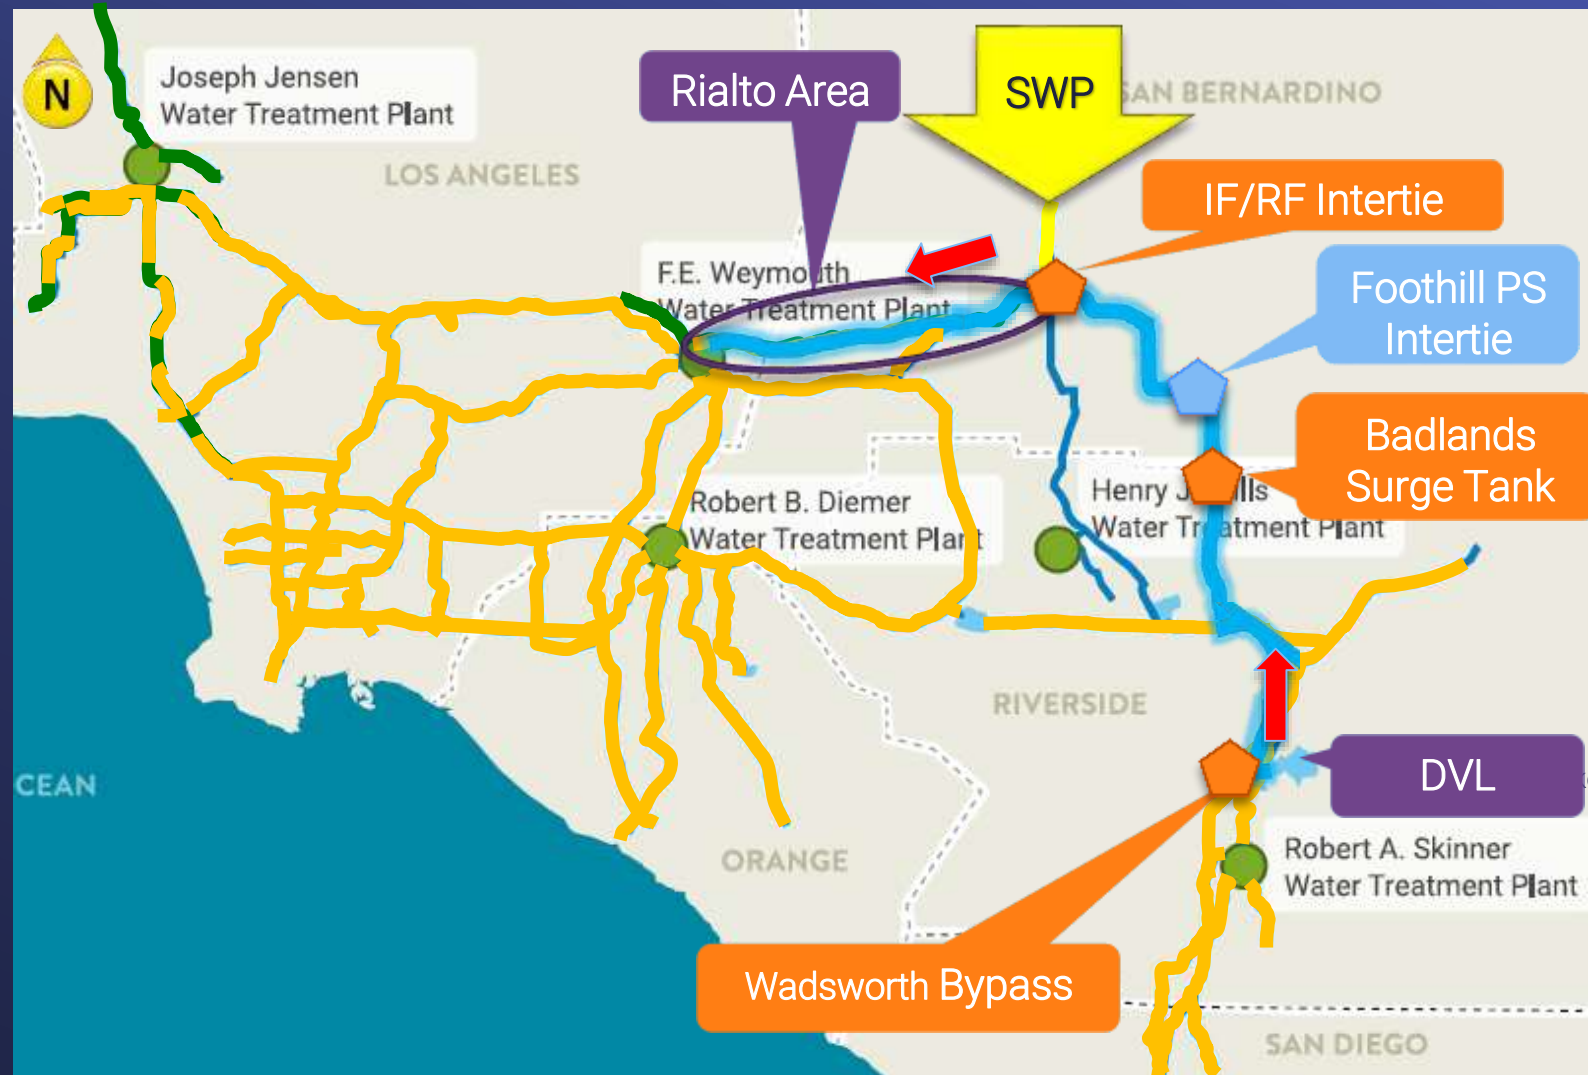 N
Joseph Jensen
Water Treatment Plant
LOS ANGELES
Rialto Area
SWP
SAN BERNARDINO
IF/RF Intertie
F.E. Weymouth
Water Treatment Plant
Foothill PS
Intertie
Badlands
Surge Tank
Robert B. Diemer
Water Treatment Plant
Henry J. ills
Water Treatment Plant
RIVERSIDE
CEAN
DVL
ORANGE
Robert A. Skinner
Water Treatment Plant
Wadsworth Bypass
SAN DIEGO